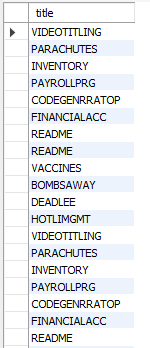 title
VIDEOTITLING
PARACHUTES
INVENTORY
PAYROLLPRG
CODEGENRRATOP
FINANCIALACC
README
README
VACCINES
BOMBSAWAY
DEADLEE
HOTLIMGMT
VIDEOTITLING
PARACHUTES
INVENTORY
PAYROLLPRG
CODEGENRRATOP
FINANCIALACC
README